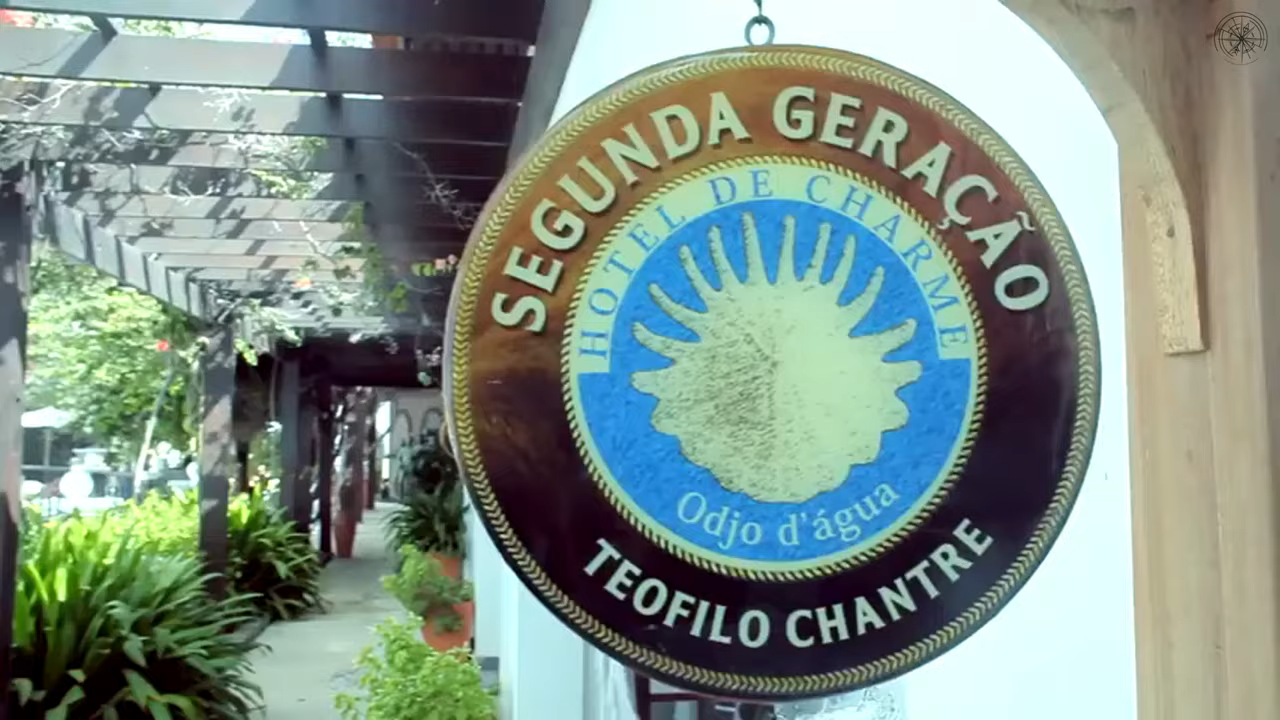 SEGUNDA GERAÇÃO
HOTEL DE CHARME
Odjo d'água
TEOFILO CHANTRE